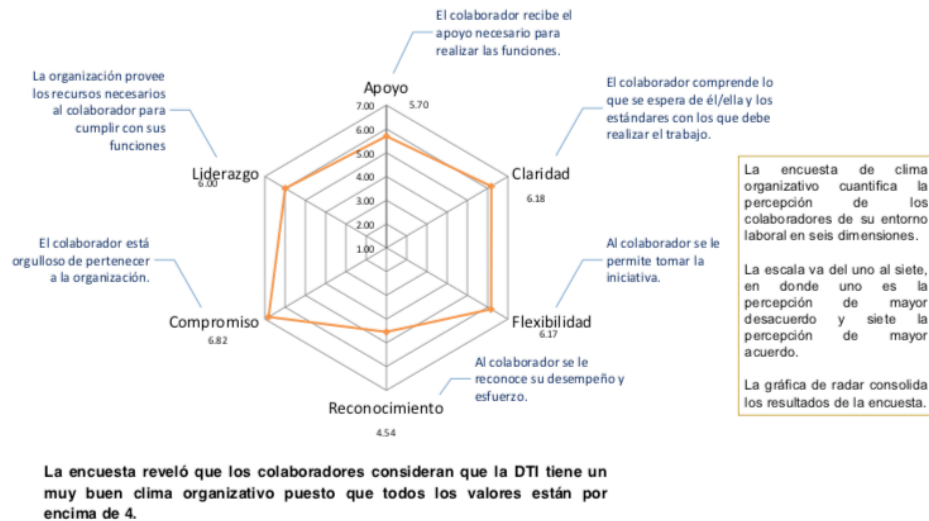 El colaborador recibe el
apoyo necesario para
realizar las funciones.
La organización provee
los recursos necesarios
al colaborador para
cumplir con sus
funciones
El colaborador comprende lo
que se espera de él/ella y los
estándares con los que debe
realizar el trabajo.
Apoyo
5.70
7.00
6.00
5.00
4.00
3.00
2.00
1.00
Liderazgo
6.00
Claridad
6.18
El colaborador está
orgulloso de pertenecer
a la organización.
Al colaborador se le
permite tomar la
iniciativa.
Compromiso
6.82
Flexibilidad
6.17
Al colaborador se le
reconoce su desempeño y
esfuerzo.
Reconocimiento
4.54
La encuesta de clima
organizativo cuantifica la
percepción de los
colaboradores de su entorno
laboral en seis dimensiones.
La escala va del uno al siete,
en donde uno es la
percepción de mayor
desacuerdo y siete la
percepción de mayor
acuerdo.
La gráfica de radar consolida
los resultados de la encuesta.
La encuesta reveló que los colaboradores consideran que la DTI tiene un
muy buen clima organizativo puesto que todos los valores están por
encima de 4.